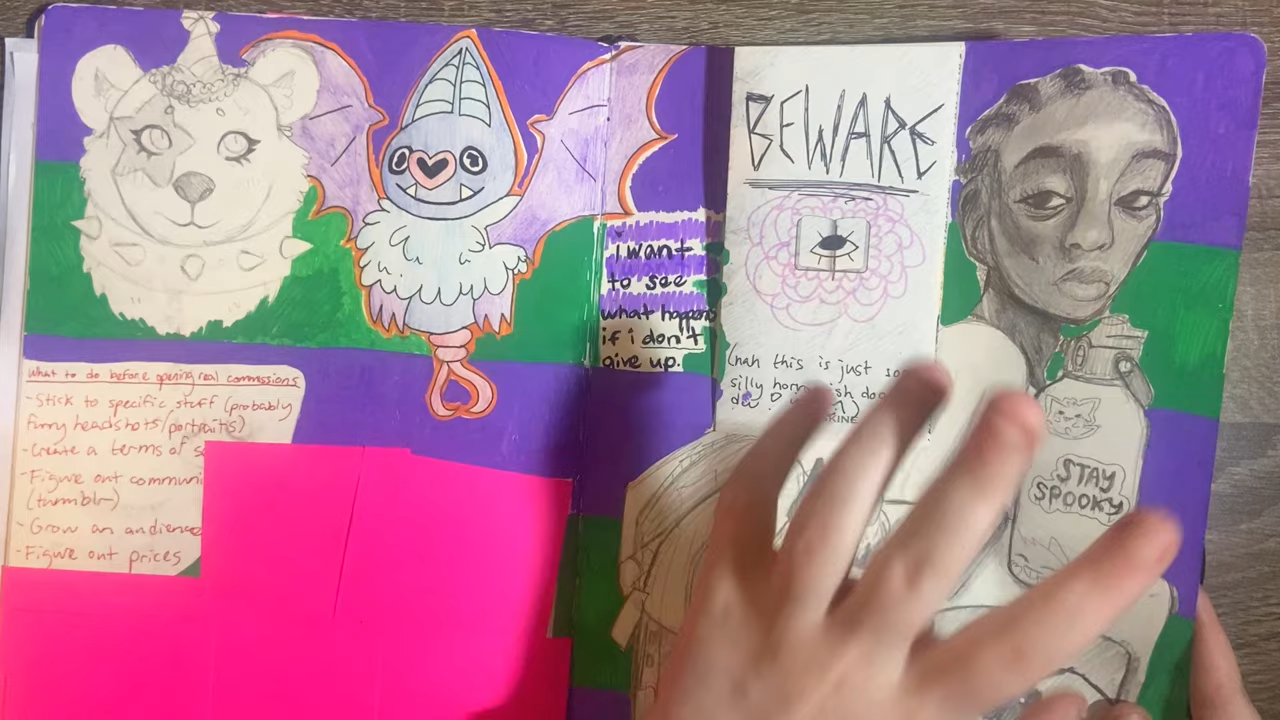 What to do before opening real commissions
- Stick to specific stuff (probably
furry headshots/portraits)
- Create a terms of s
- Figure out communi
(tumblr)
- Grow an audience
- Figure out prices
i want
to see
what happens
if i don't
give up.
BEWARE
(nah this is just so
silly
STAY
SPOOKY